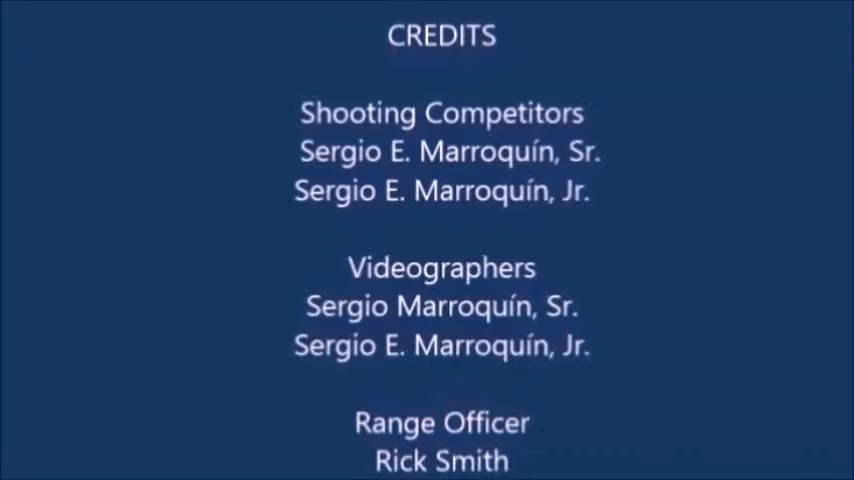 CREDITS
Shooting Competitors
Sergio E. Marroquín, Sr.
Sergio E. Marroquín, Jr.
Videographers
Sergio Marroquín, Sr.
Sergio E. Marroquín, Jr.
Range Officer
Rick Smith